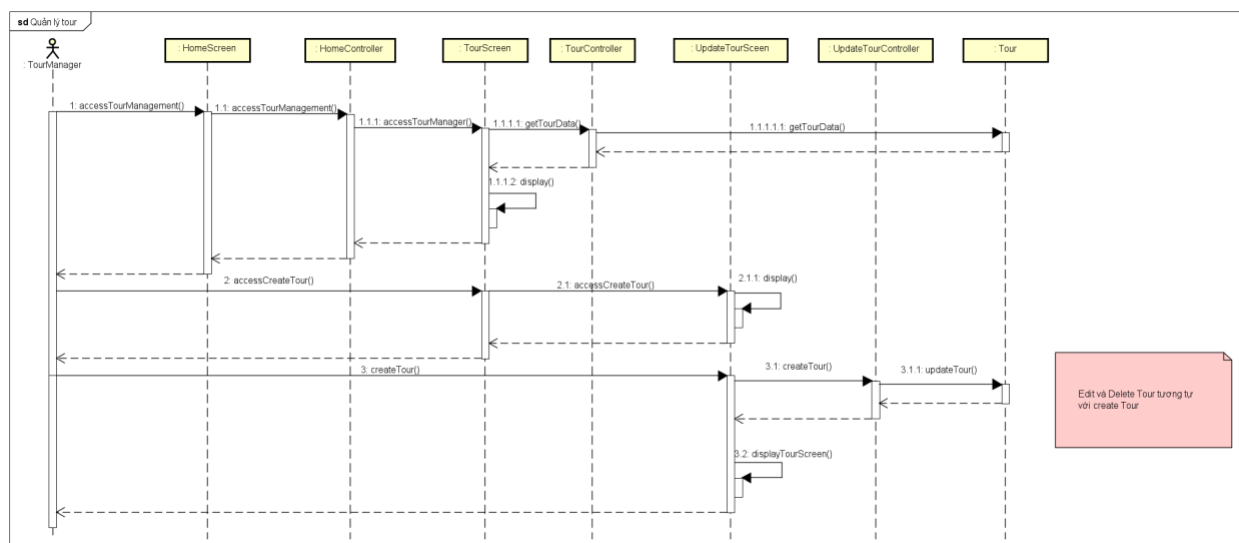 sd Quản lý tour
: TourManager
: HomeScreen
: HomeController
: TourScreen
: TourController
: UpdateTourSceen
: UpdateTourController
: Tour
1: accessTourManagement()
1.1: accessTourManagement()
1.1.1: accessTourManager()
1.1.1.1: getTourData()
1.1.1.1.1: getTourData()
1.1.1.2: display()
2: accessCreateTour()
2.1: accessCreateTour()
2.1.1: display()
3: createTour()
3.1: createTour()
3.1.1: updateTour()
3.2: displayTourScreen()
Edit và Delete Tour tương tự
với create Tour